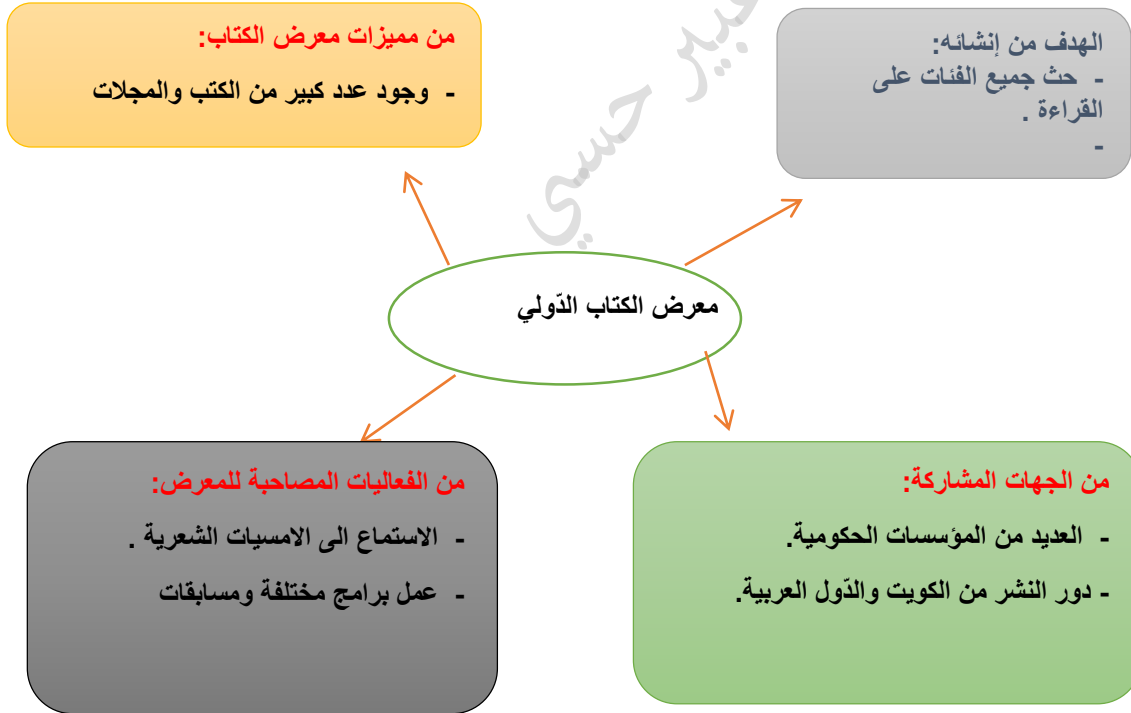 الهدف من إنشائه:
- حث جميع الفئات على
القراءة .
-
من مميزات معرض الكتاب:
- وجود عدد كبير من الكتب والمجلات
معرض الكتاب الدّولي
من الجهات المشاركة:
- العديد من المؤسسات الحكومية.
- دور النشر من الكويت والدّول العربية.
من الفعاليات المصاحبة للمعرض:
- الاستماع الى الامسيات الشعرية .
- عمل برامج مختلفة ومسابقات